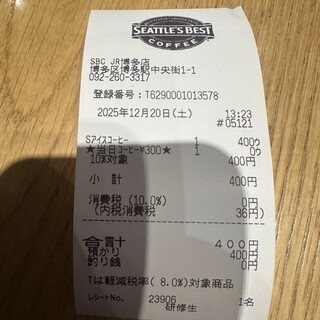 SEATTLE'S BEST
COFFEE
SBC JR博多店
博多区博多駅中央街1-1
092-260-3317
登録番号：T6290001013578
2025年12月20日(土) 13:23
#05121
Sアイスコーヒー 1 400ウ
★当日コーヒー¥300★ 1 0ウ
10%対象 400円
小 計 400円
消費税 (10.0%) 0円
(内税消費税 36円)
合計 ４００円
預かり 400円
釣り銭 0円
Tは軽減税率( 8.0%)対象商品
レシートNo. 23906 1名
研修生